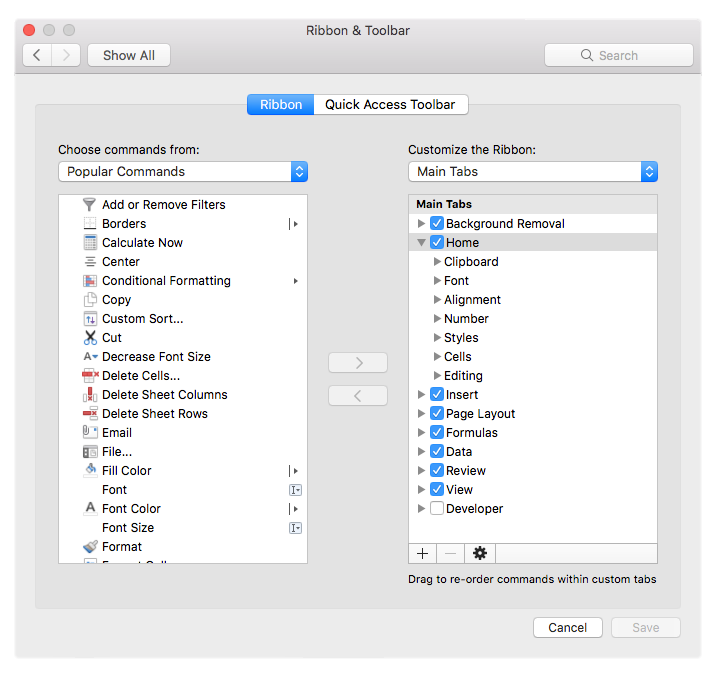 Ribbon & Toolbar
Show All
Search
Ribbon
Quick Access Toolbar
Choose commands from:
Popular Commands
Add or Remove Filters
Borders
Calculate Now
Center
Conditional Formatting
Copy
Custom Sort...
Cut
Decrease Font Size
Delete Cells...
Delete Sheet Columns
Delete Sheet Rows
Email
File...
Fill Color
Font
Font Color
Font Size
Format
Customize the Ribbon:
Main Tabs
Main Tabs
Background Removal
Home
Clipboard
Font
Alignment
Number
Styles
Cells
Editing
Insert
Page Layout
Formulas
Data
Review
View
Developer
Drag to re-order commands within custom tabs
Cancel
Save